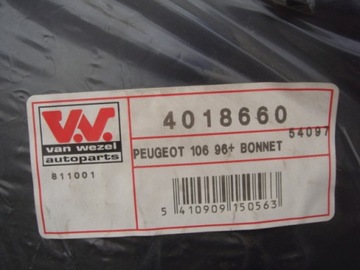 V.V.
van wezel
autoparts
811001
4018660
54097
PEUGEOT 106 96+ BONNET
5 410909 150563